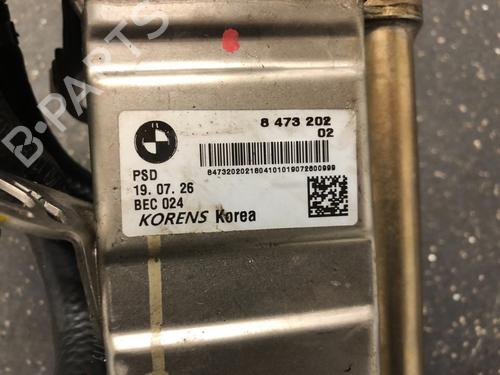 B-PARTS
8 473 202
02
8473202021804101019072600999
PSD
19. 07. 26
BEC 024
KORENS Korea